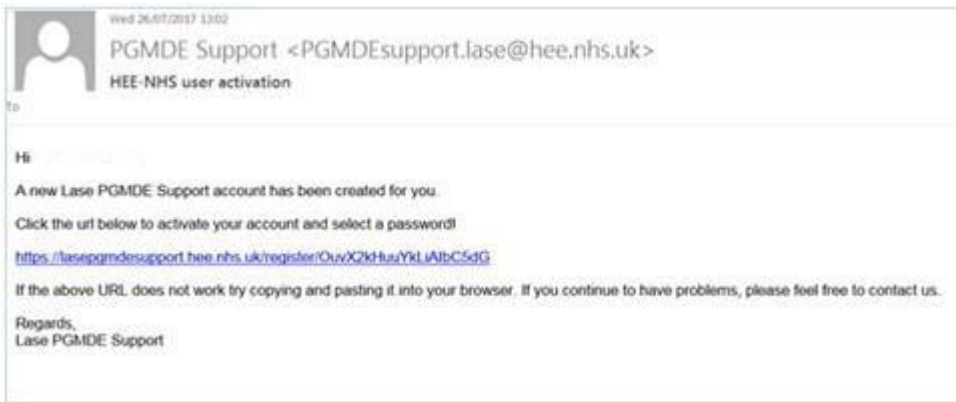 Wed 26/07/2017 13:02
PGMDE Support <PGMDEsupport.lase@hee.nhs.uk>
HEE-NHS user activation
To
Hi
A new Lase PGMDE Support account has been created for you.
Click the url below to activate your account and select a password!
https://lasepgmdesupport.hee.nhs.uk/register/OuvX2kHuuYkLiAlbC5dG
If the above URL does not work try copying and pasting it into your browser. If you continue to have problems, please feel free to contact us.
Regards,
Lase PGMDE Support